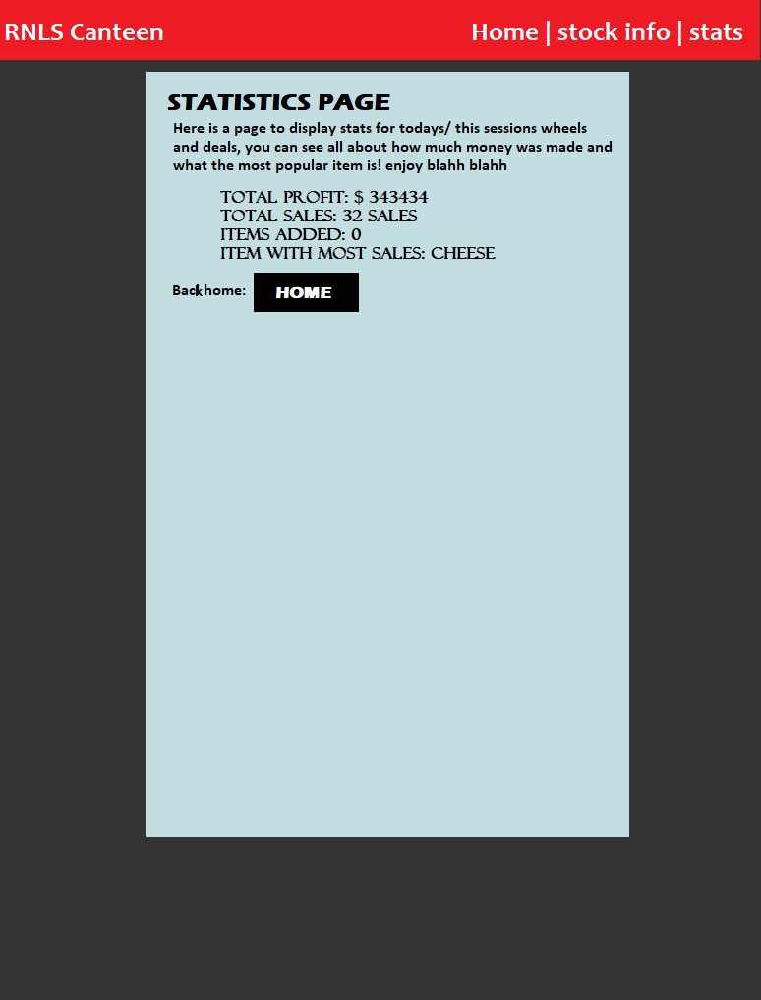 RNLS Canteen
Home | stock info | stats
STATISTICS PAGE
Here is a page to display stats for todays/ this sessions wheels
and deals, you can see all about how much money was made and
what the most popular item is! enjoy blahh blahh
TOTAL PROFIT: $ 343434
TOTAL SALES: 32 SALES
ITEMS ADDED: 0
ITEM WITH MOST SALES: CHEESE
Back home:
HOME